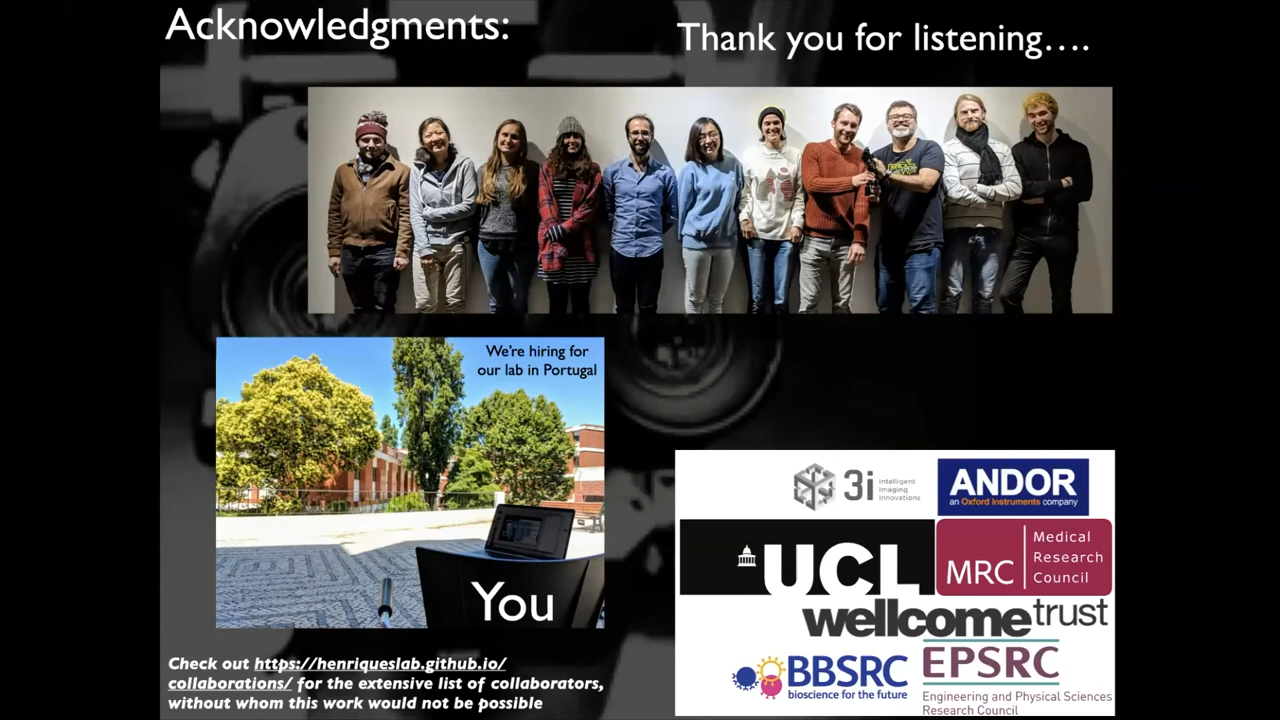 Acknowledgments:
Thank you for listening....
We're hiring for
our lab in Portugal
You
Check out https://henriqueslab.github.io/
collaborations/ for the extensive list of collaborators,
without whom this work would not be possible
3i Intelligent
Imaging
Innovations
ANDOR
an Oxford Instruments company
UCL
MRC
Medical
Research
Council
wellcometrust
BBSRC
bioscience for the future
EPSRC
Engineering and Physical Sciences
Research Council